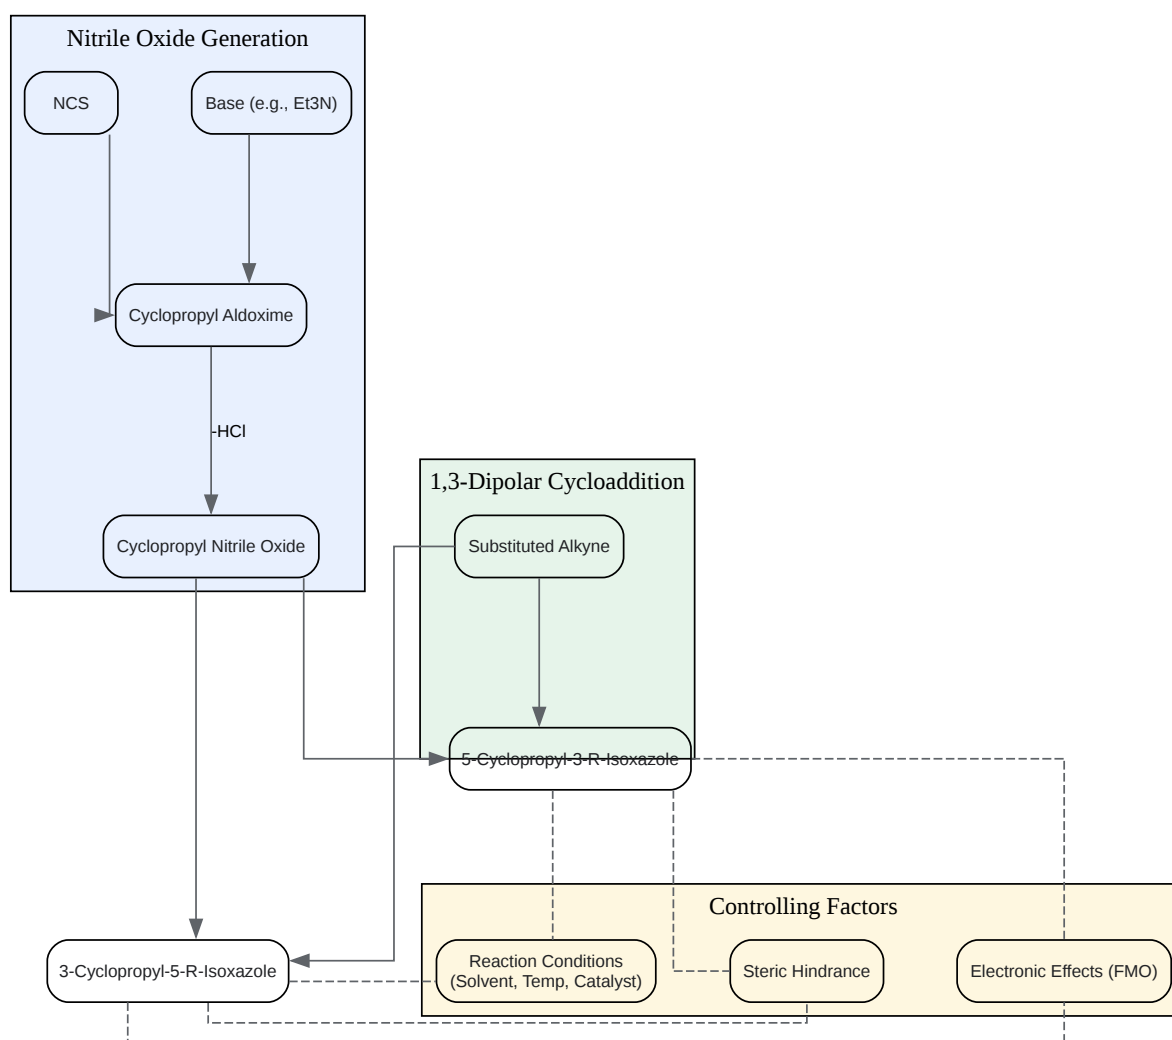 Nitrile Oxide Generation
NCS
Base (e.g., Et3N)
Cyclopropyl Aldoxime
-HCl
Cyclopropyl Nitrile Oxide
1,3-Dipolar Cycloaddition
Substituted Alkyne
5-Cyclopropyl-3-R-Isoxazole
Controlling Factors
3-Cyclopropyl-5-R-Isoxazole
Reaction Conditions
(Solvent, Temp, Catalyst)
Steric Hindrance
Electronic Effects (FMO)